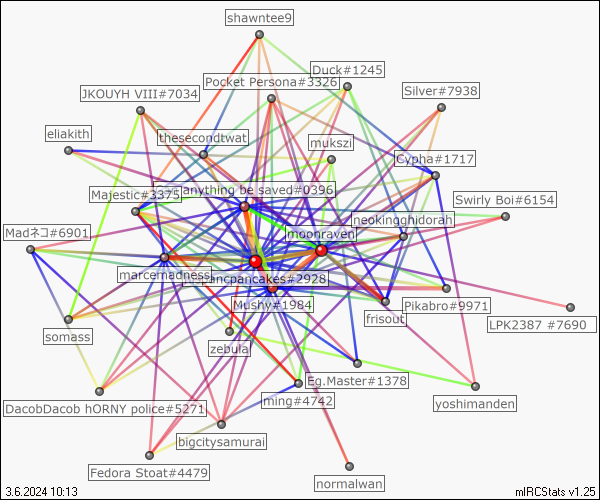 shawntee9
Duck#1245
Pocket Persona#3326
JKOUYH VIII#7034
Silver#7938
eliakith
thesecondtwat
mukszi
Cypha#1717
anything be saved#0396
Majestic#3375
Swirly Boi#6154
neokingghidorah
Madネコ#6901
moonraven
marcemadness
ncpancakes#2928
Mushy#1984
Pikabro#9971
frisout
LPK2387 #7690
somass
zebula
Eg.Master#1378
ming#4742
yoshimanden
DacobDacob hORNY police#5271
bigcitysamurai
Fedora Stoat#4479
normalwan
3.6.2024 10:13
mIRCStats v1.25